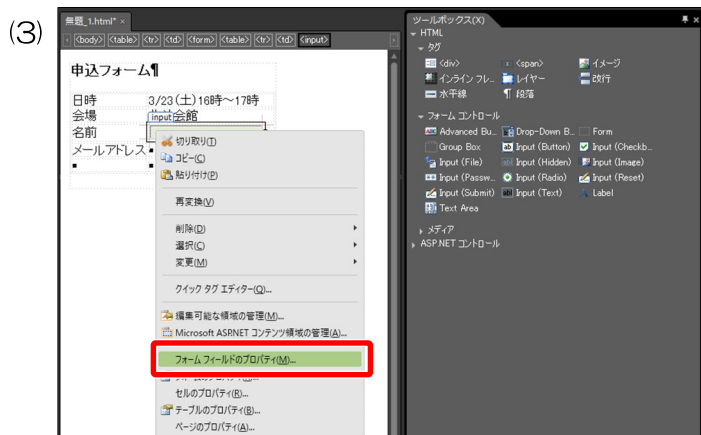 (3)
無題_1.html* ×
<body> <table> <tr> <td> <form> <table> <tr> <td> <input>
申込フォーム¶
日時 3/23(土)16時～17時
会場
input 会館
名前
メールアドレス
切り取り(T)
コピー(C)
貼り付け(P)
再変換(V)
削除(D)
選択(C)
変更(M)
クイック タグ エディター(Q)...
編集可能な領域の管理(M)...
Microsoft ASP.NET コンテンツ領域の管理(A)...
フォーム フィールドのプロパティ(M)...
セルのプロパティ(R)...
テーブルのプロパティ(B)...
ページのプロパティ(A)...
ツールボックス(X)
HTML
タグ
<div> <span> イメージ
インライン フレ... レイヤー 改行
水平線 段落
フォーム コントロール
Advanced Bu... Drop-Down B... Form
Group Box Input (Button) Input (Checkb...
Input (File) Input (Hidden) Input (Image)
Input (Passw... Input (Radio) Input (Reset)
Input (Submit) Input (Text) Label
Text Area
メディア
ASP.NET コントロール